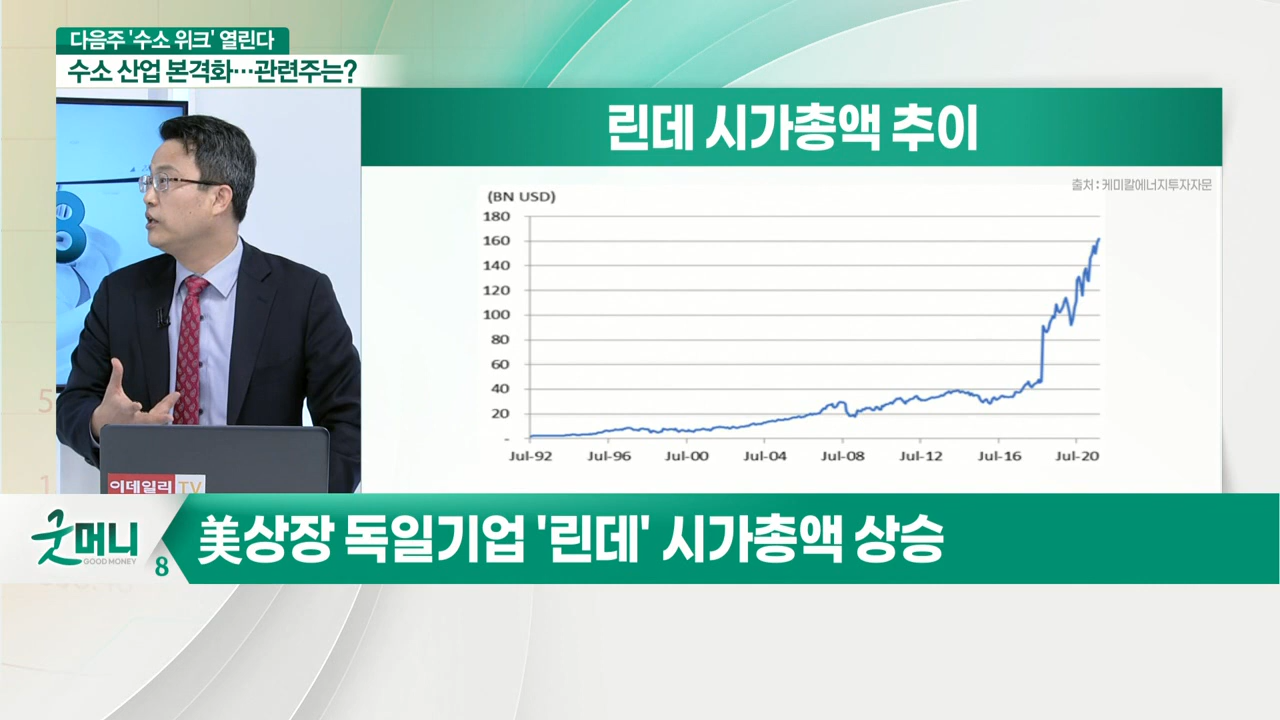 다음주 '수소 위크' 열린다
수소 산업 본격화…관련주는?
린데 시가총액 추이
출처 : 케미칼에너지투자자문
(BN USD)
180
160
140
120
100
80
60
40
20
-
Jul-92 Jul-96 Jul-00 Jul-04 Jul-08 Jul-12 Jul-16 Jul-20
8
5
1
이데일리 TV
굿머니
GOOD MONEY
8
美상장 독일기업 '린데' 시가총액 상승